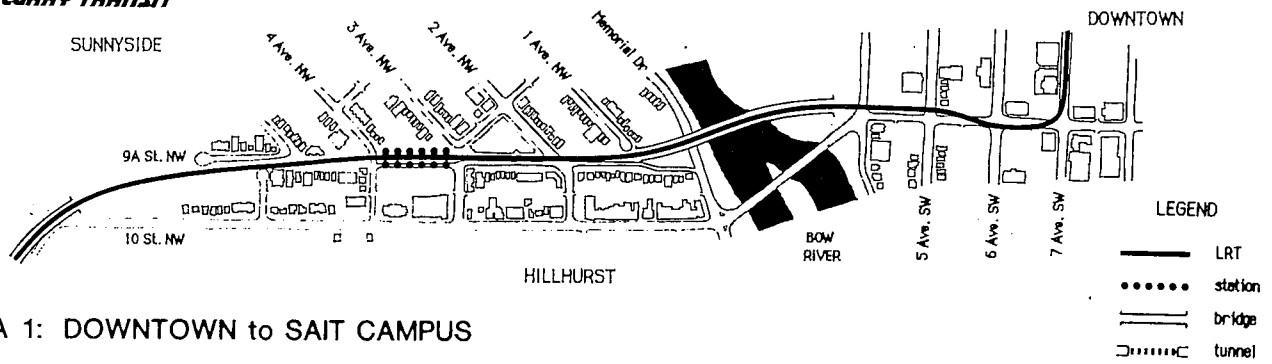 DOWNTOWN
SUNNYSIDE
4 Ave. NW
3 Ave. NW
2 Ave. NW
1 Ave. NW
Memorial Dr
9A St. NW
10 St. NW
HILLHURST
BOW
RIVER
5 Ave. SW
6 Ave. SW
7 Ave. SW
LEGEND
LRT
station
bridge
tunnel
A 1: DOWNTOWN to SAIT CAMPUS